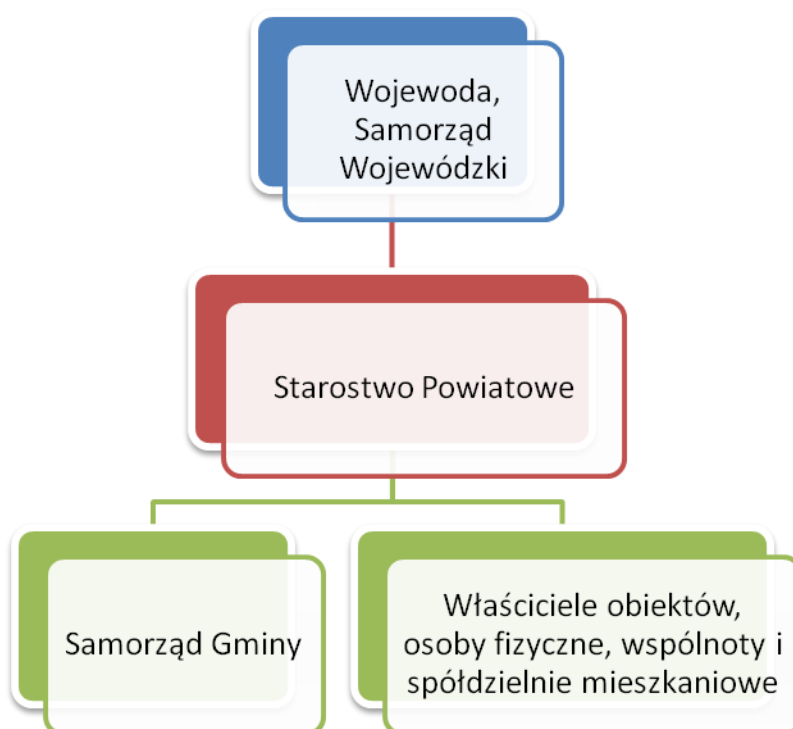 Wojewoda,
Samorząd
Wojewódzki
Starostwo Powiatowe
Samorząd Gminy
Właściciele obiektów,
osoby fizyczne, wspólnoty i
spółdzielnie mieszkaniowe